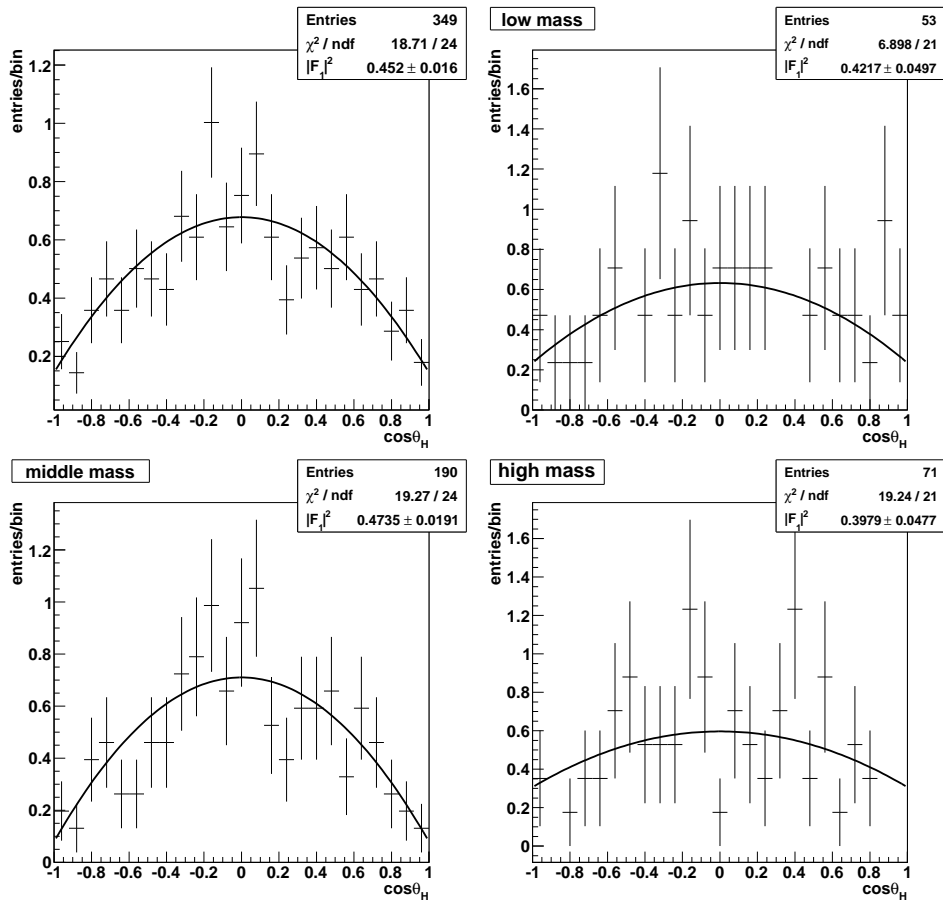 Entries 349
χ² / ndf 18.71 / 24
|F₁|² 0.452 ± 0.016
entries/bin
1.2
1
0.8
0.6
0.4
0.2
-1 -0.8 -0.6 -0.4 -0.2 0 0.2 0.4 0.6 0.8 1
cosθ_H
low mass
Entries 53
χ² / ndf 6.898 / 21
|F₁|² 0.4217 ± 0.0497
entries/bin
1.6
1.4
1.2
1
0.8
0.6
0.4
0.2
0
-1 -0.8 -0.6 -0.4 -0.2 0 0.2 0.4 0.6 0.8 1
cosθ_H
middle mass
Entries 190
χ² / ndf 19.27 / 24
|F₁|² 0.4735 ± 0.0191
entries/bin
1.2
1
0.8
0.6
0.4
0.2
0
-1 -0.8 -0.6 -0.4 -0.2 0 0.2 0.4 0.6 0.8 1
cosθ_H
high mass
Entries 71
χ² / ndf 19.24 / 21
|F₁|² 0.3979 ± 0.0477
entries/bin
1.6
1.4
1.2
1
0.8
0.6
0.4
0.2
0
-1 -0.8 -0.6 -0.4 -0.2 0 0.2 0.4 0.6 0.8 1
cosθ_H